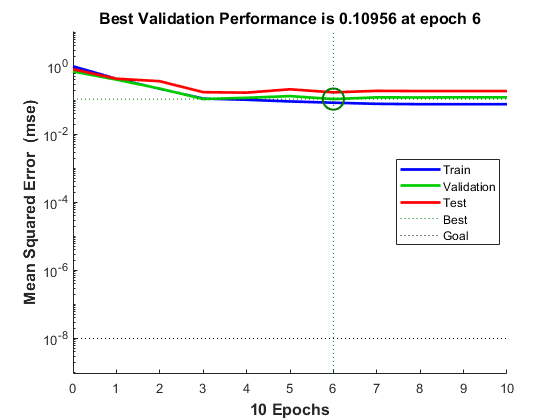 Best Validation Performance is 0.10956 at epoch 6
Mean Squared Error (mse)
10^0
10^-2
10^-4
10^-6
10^-8
Train
Validation
Test
Best
Goal
0 1 2 3 4 5 6 7 8 9 10
10 Epochs